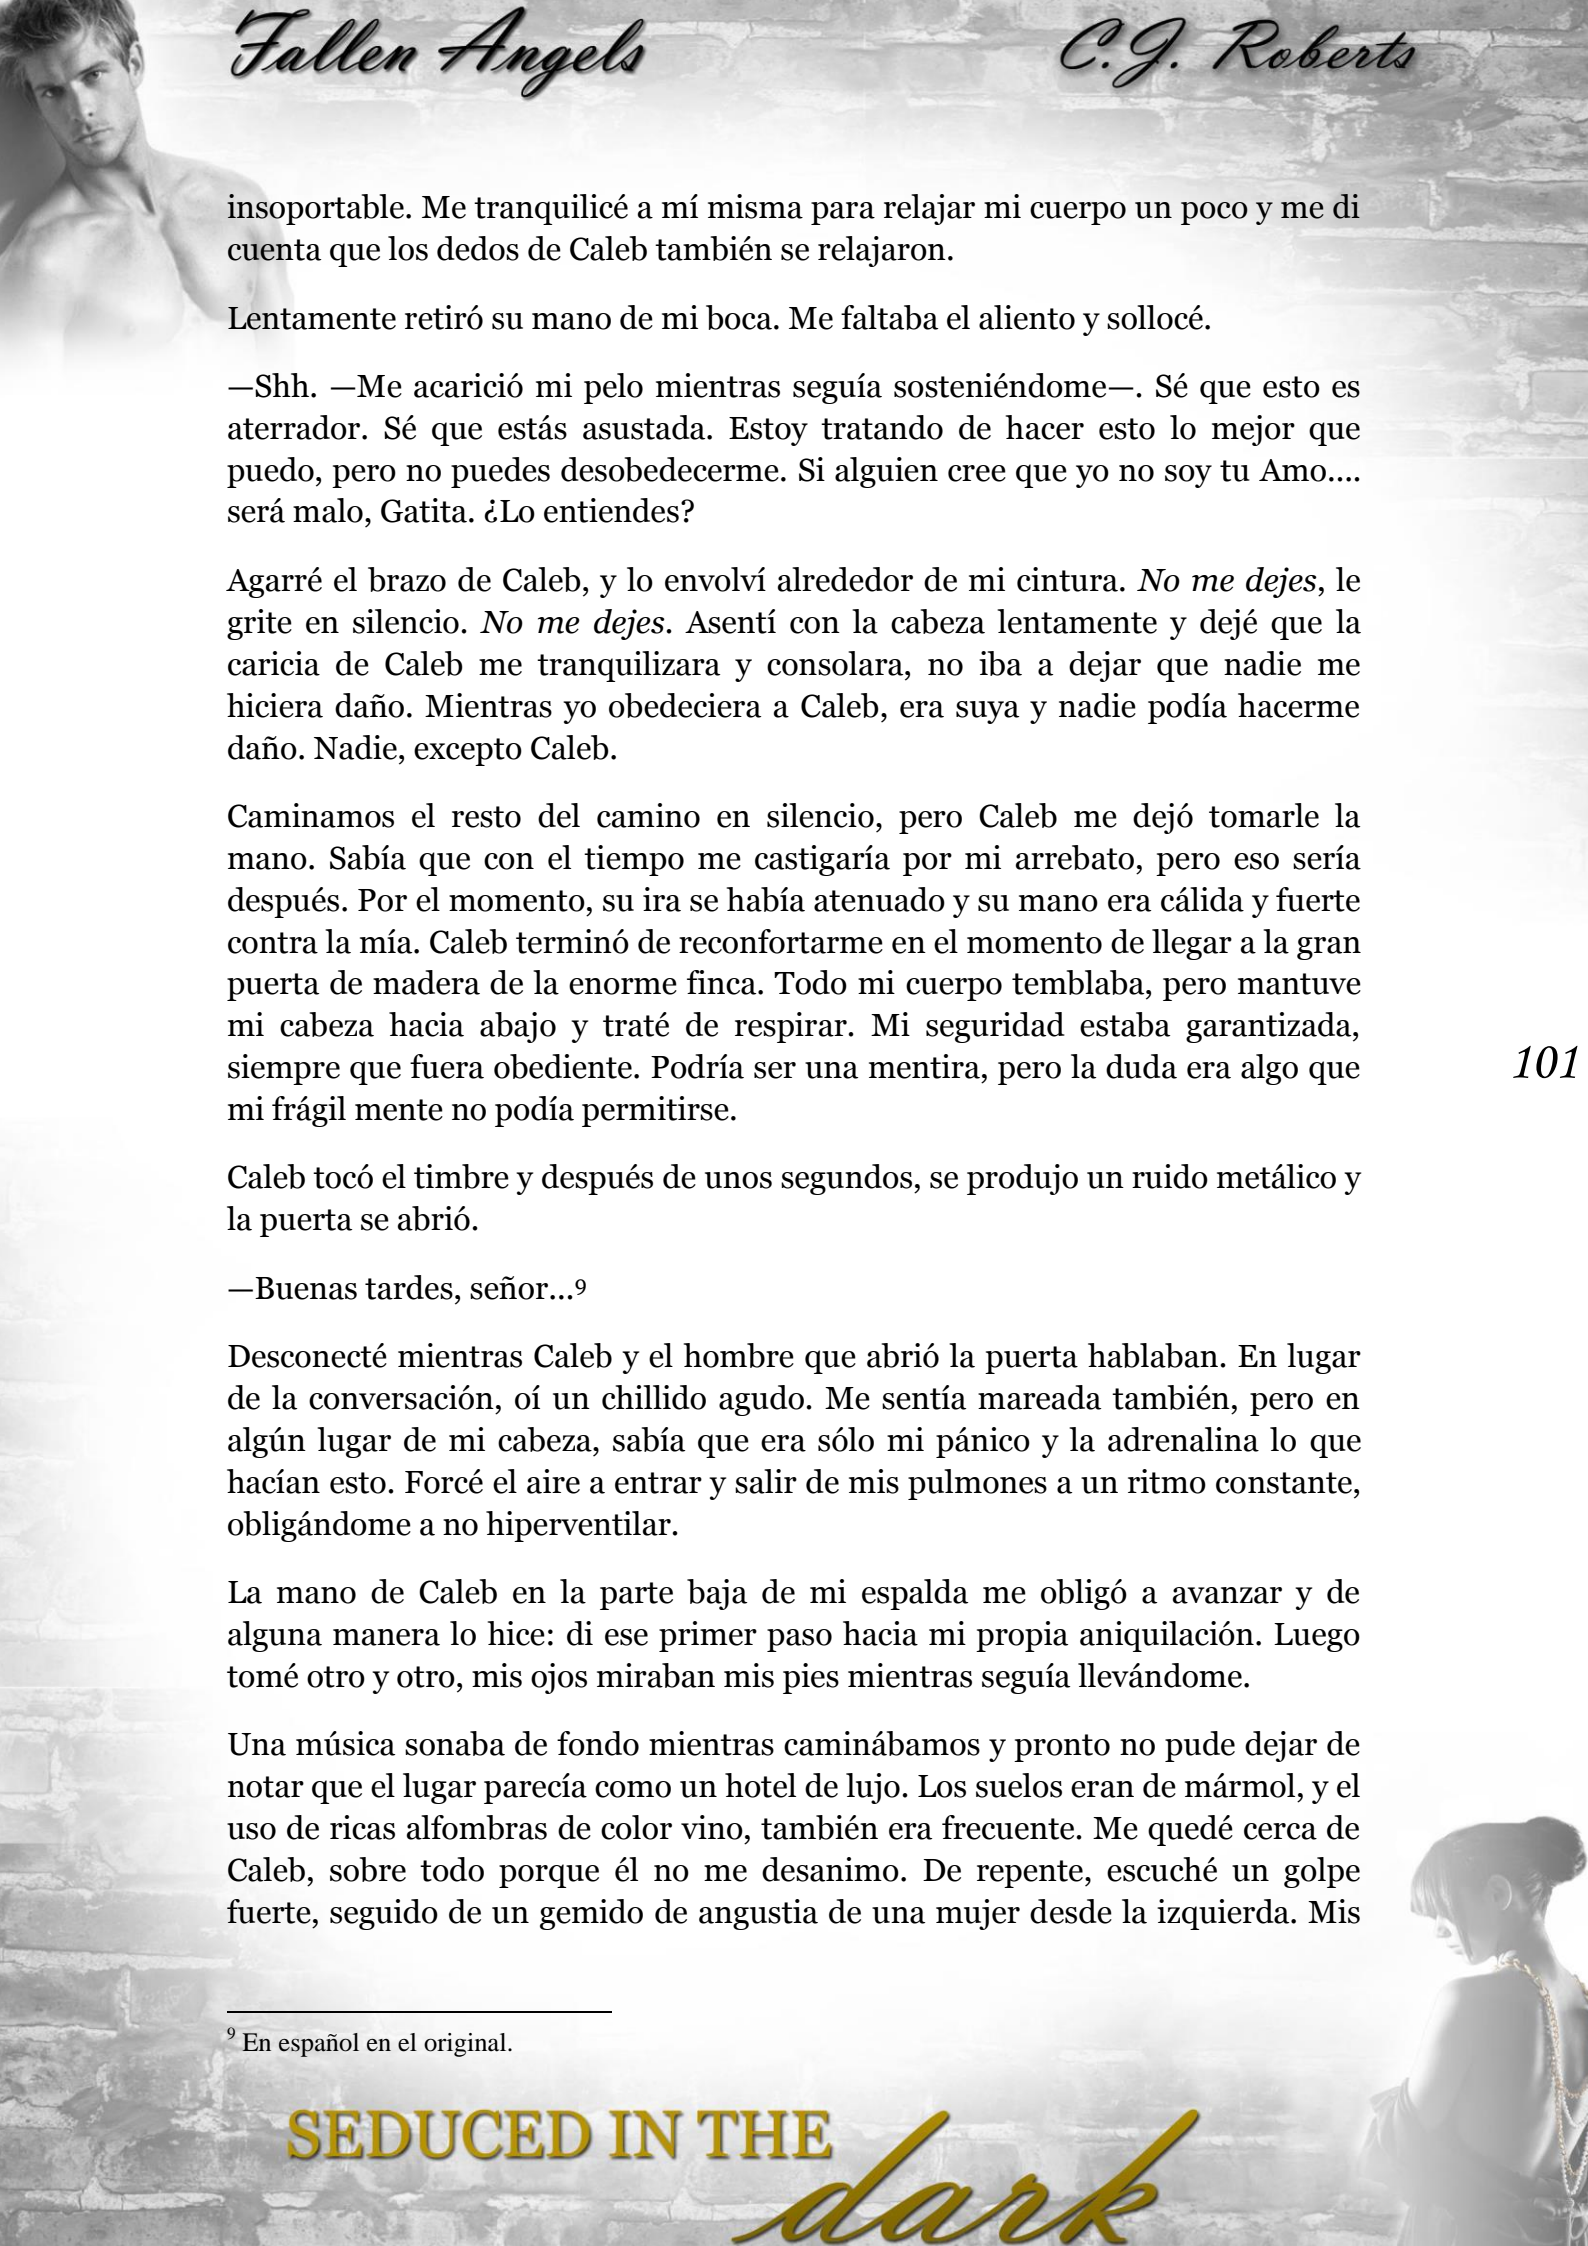 Fallen Angels
C.J. Roberts
insoportable. Me tranquilicé a mí misma para relajar mi cuerpo un poco y me di
cuenta que los dedos de Caleb también se relajaron.
Lentamente retiró su mano de mi boca. Me faltaba el aliento y sollocé.
—Shh. —Me acarició mi pelo mientras seguía sosteniéndome—. Sé que esto es
aterrador. Sé que estás asustada. Estoy tratando de hacer esto lo mejor que
puedo, pero no puedes desobedecerme. Si alguien cree que yo no soy tu Amo….
será malo, Gatita. ¿Lo entiendes?
Agarré el brazo de Caleb, y lo envolví alrededor de mi cintura. No me dejes, le
grite en silencio. No me dejes. Asentí con la cabeza lentamente y dejé que la
caricia de Caleb me tranquilizara y consolara, no iba a dejar que nadie me
hiciera daño. Mientras yo obedeciera a Caleb, era suya y nadie podía hacerme
daño. Nadie, excepto Caleb.
Caminamos el resto del camino en silencio, pero Caleb me dejó tomarle la
mano. Sabía que con el tiempo me castigaría por mi arrebato, pero eso sería
después. Por el momento, su ira se había atenuado y su mano era cálida y fuerte
contra la mía. Caleb terminó de reconfortarme en el momento de llegar a la gran
puerta de madera de la enorme finca. Todo mi cuerpo temblaba, pero mantuve
mi cabeza hacia abajo y traté de respirar. Mi seguridad estaba garantizada,
siempre que fuera obediente. Podría ser una mentira, pero la duda era algo que
mi frágil mente no podía permitirse.
101
Caleb tocó el timbre y después de unos segundos, se produjo un ruido metálico y
la puerta se abrió.
—Buenas tardes, señor…9
Desconecté mientras Caleb y el hombre que abrió la puerta hablaban. En lugar
de la conversación, oí un chillido agudo. Me sentía mareada también, pero en
algún lugar de mi cabeza, sabía que era sólo mi pánico y la adrenalina lo que
hacían esto. Forcé el aire a entrar y salir de mis pulmones a un ritmo constante,
obligándome a no hiperventilar.
La mano de Caleb en la parte baja de mi espalda me obligó a avanzar y de
alguna manera lo hice: di ese primer paso hacia mi propia aniquilación. Luego
tomé otro y otro, mis ojos miraban mis pies mientras seguía llevándome.
Una música sonaba de fondo mientras caminábamos y pronto no pude dejar de
notar que el lugar parecía como un hotel de lujo. Los suelos eran de mármol, y el
uso de ricas alfombras de color vino, también era frecuente. Me quedé cerca de
Caleb, sobre todo porque él no me desanimo. De repente, escuché un golpe
fuerte, seguido de un gemido de angustia de una mujer desde la izquierda. Mis
9 En español en el original.
SEDUCED IN THE
dark